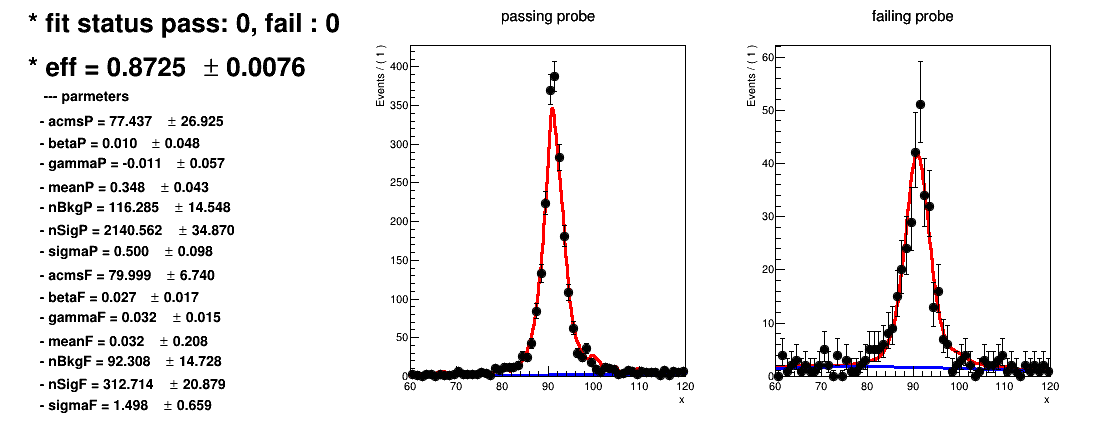 * fit status pass: 0, fail : 0
* eff = 0.8725 ± 0.0076
--- parmeters
- acmsP = 77.437 ± 26.925
- betaP = 0.010 ± 0.048
- gammaP = -0.011 ± 0.057
- meanP = 0.348 ± 0.043
- nBkgP = 116.285 ± 14.548
- nSigP = 2140.562 ± 34.870
- sigmaP = 0.500 ± 0.098
- acmsF = 79.999 ± 6.740
- betaF = 0.027 ± 0.017
- gammaF = 0.032 ± 0.015
- meanF = 0.032 ± 0.208
- nBkgF = 92.308 ± 14.728
- nSigF = 312.714 ± 20.879
- sigmaF = 1.498 ± 0.659
passing probe
Events / ( 1 )
400
350
300
250
200
150
100
50
0
60 70 80 90 100 110 120
x
failing probe
Events / ( 1 )
60
50
40
30
20
10
0
60 70 80 90 100 110 120
x